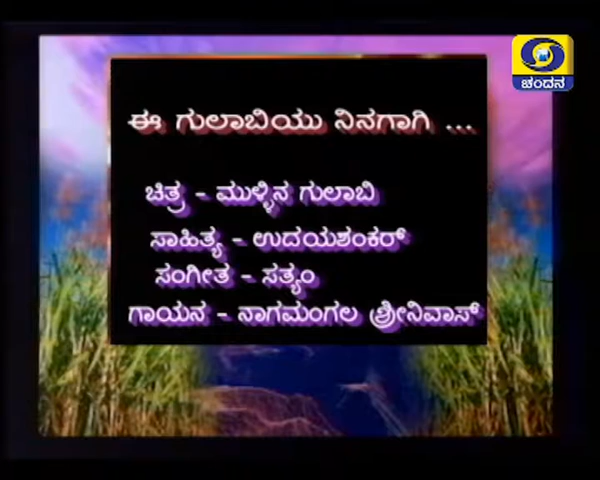 ಚಂದನ
ಈ ಗುಲಾಬಿಯು ನಿನಗಾಗಿ ...
ಚಿತ್ರ - ಮುಳ್ಳಿನ ಗುಲಾಬಿ
ಸಾಹಿತ್ಯ - ಉದಯಶಂಕರ್
ಸಂಗೀತ - ಸತ್ಯಂ
ಗಾಯನ - ನಾಗಮಂಗಲ ಶ್ರೀನಿವಾಸ್